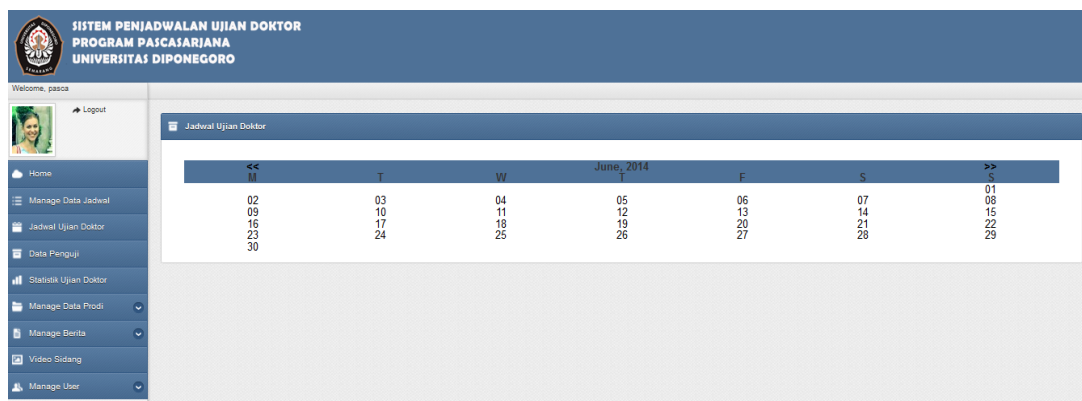 SISTEM PENJADWALAN UJIAN DOKTOR
PROGRAM PASCASARJANA
UNIVERSITAS DIPONEGORO
SEMARANG
Welcome, pasca
Logout
Home
Manage Data Jadwal
Jadwal Ujian Doktor
Data Penguji
Statistik Ujian Doktor
Manage Data Prodi
Manage Berita
Video Sidang
Manage User
Jadwal Ujian Doktor
<< June, 2014 >>
M T W T F S S
01
02 03 04 05 06 07 08
09 10 11 12 13 14 15
16 17 18 19 20 21 22
23 24 25 26 27 28 29
30